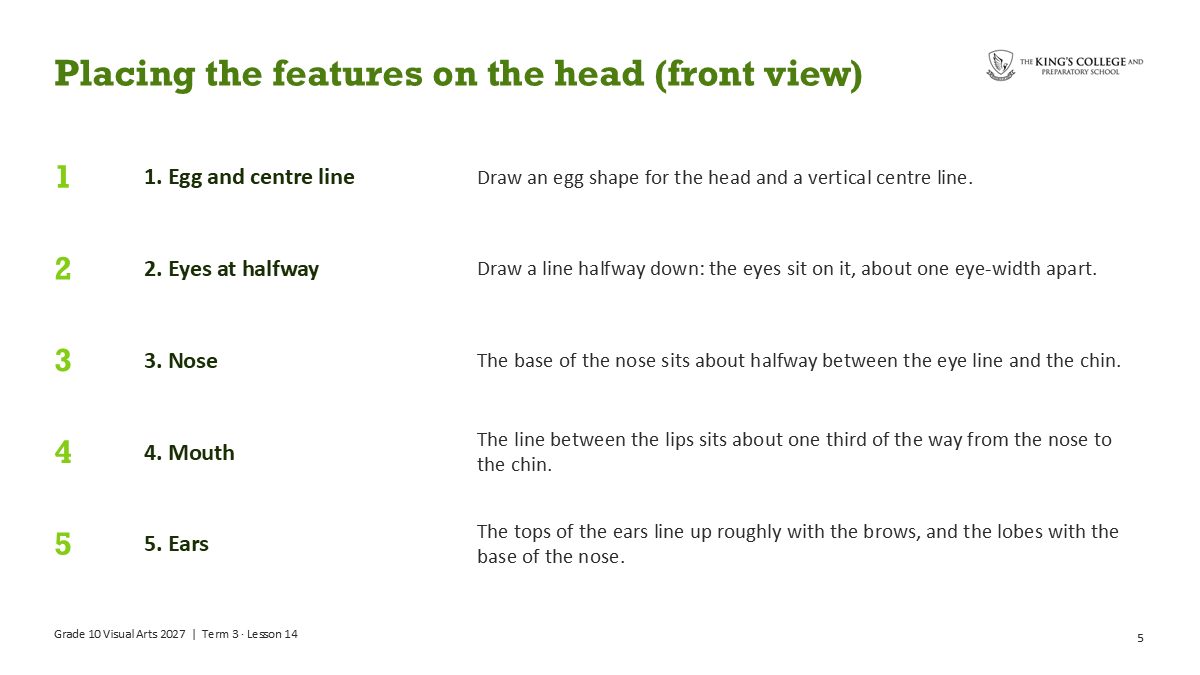 Placing the features on the head (front view)
THE KING'S COLLEGE AND
PREPARATORY SCHOOL
1
1. Egg and centre line
Draw an egg shape for the head and a vertical centre line.
2
2. Eyes at halfway
Draw a line halfway down: the eyes sit on it, about one eye-width apart.
3
3. Nose
The base of the nose sits about halfway between the eye line and the chin.
4
4. Mouth
The line between the lips sits about one third of the way from the nose to
the chin.
5
5. Ears
The tops of the ears line up roughly with the brows, and the lobes with the
base of the nose.
Grade 10 Visual Arts 2027 | Term 3 · Lesson 14
5